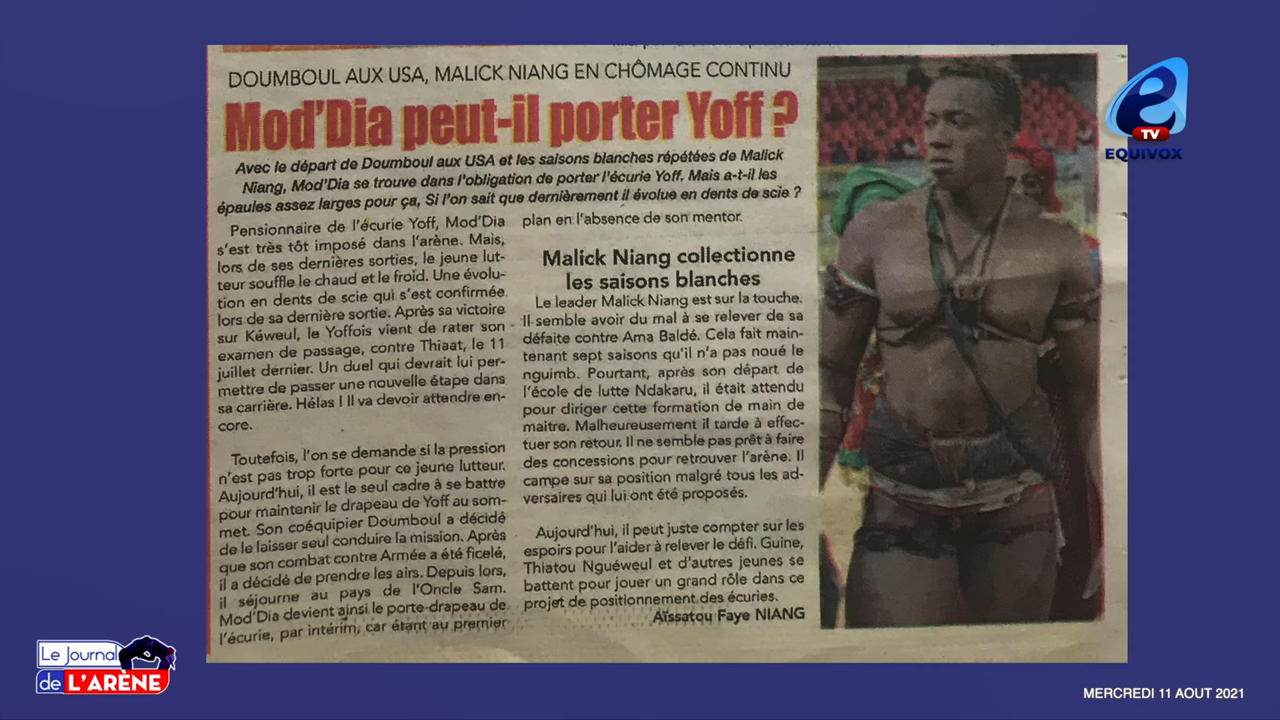 DOUMBOUL AUX USA, MALICK NIANG EN CHÔMAGE CONTINU
Mod'Dia peut-il porter Yoff ?
Avec le départ de Doumboul aux USA et les saisons blanches répétées de Malick
Niang, Mod'Dia se trouve dans l'obligation de porter l'écurie Yoff. Mais a-t-il les
épaules assez larges pour ça, Si l'on sait que dernièrement il évolue en dents de scie ?
Pensionnaire de l'écurie Yoff, Mod'Dia
s'est très tôt imposé dans l'arène. Mais,
lors de ses dernières sorties, le jeune lut-
teur souffle le chaud et le froid. Une évolu-
tion en dents de scie qui s'est confirmée
lors de sa dernière sortie. Après sa victoire
sur Kéweul, le Yoffois vient de rater son
examen de passage, contre Thiaat, le 11
juillet dernier. Un duel qui devrait lui per-
mettre de passer une nouvelle étape dans
sa carrière. Hélas ! Il va devoir attendre en-
core.
Toutefois, l'on se demande si la pression
n'est pas trop forte pour ce jeune lutteur.
Aujourd'hui, il est le seul cadre à se battre
pour maintenir le drapeau de Yoff au som-
met. Son coéquipier Doumboul a décidé
de le laisser seul conduire la mission. Après
que son combat contre Armée a été ficelé,
il a décidé de prendre les airs. Depuis lors,
il séjourne au pays de l'Oncle Sam.
Mod'Dia devient ainsi le porte-drapeau de
l'écurie, par intérim, car étant au premier
plan en l'absence de son mentor.
Malick Niang collectionne
les saisons blanches
Le leader Malick Niang est sur la touche.
Il semble avoir du mal à se relever de sa
défaite contre Ama Baldé. Cela fait main-
tenant sept saisons qu'il n'a pas noué le
nguimb. Pourtant, après son départ de
l'école de lutte Ndakaru, il était attendu
pour diriger cette formation de main de
maitre. Malheureusement il tarde à effec-
tuer son retour. Il ne semble pas prêt à faire
des concessions pour retrouver l'arène. Il
campe sur sa position malgré tous les ad-
versaires qui lui ont été proposés.
Aujourd'hui, il peut juste compter sur les
espoirs pour l'aider à relever le défi. Guine,
Thiatou Nguéweul et d'autres jeunes se
battent pour jouer un grand rôle dans ce
projet de positionnement des écuries.
Aïssatou Faye NIANG
e
TV
EQUIVOX
Le Journal
de L'ARÈNE
MERCREDI 11 AOUT 2021